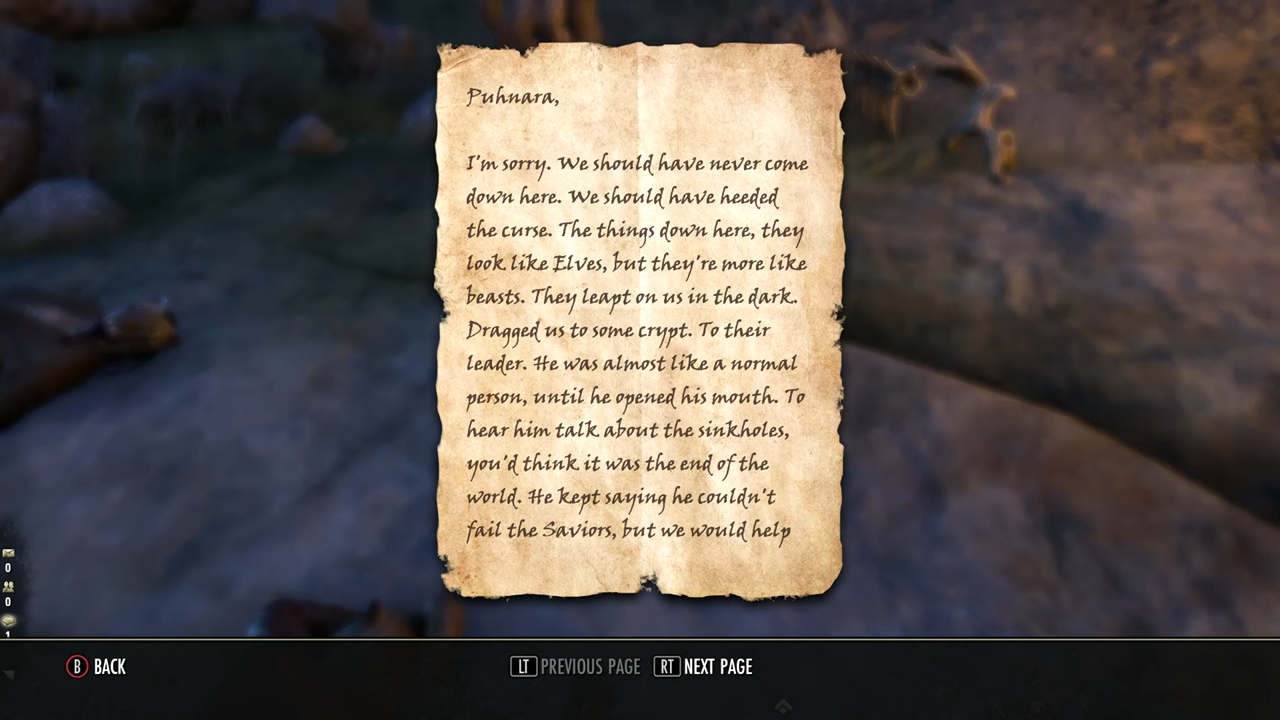 Puhnara,
I'm sorry. We should have never come
down here. We should have heeded
the curse. The things down here, they
look like Elves, but they're more like
beasts. They leapt on us in the dark.
Dragged us to some crypt. To their
leader. He was almost like a normal
person, until he opened his mouth. To
hear him talk about the sinkholes,
you'd think it was the end of the
world. He kept saying he couldn't
fail the Saviors, but we would help
0
0
1
B BACK
LT PREVIOUS PAGE RT NEXT PAGE